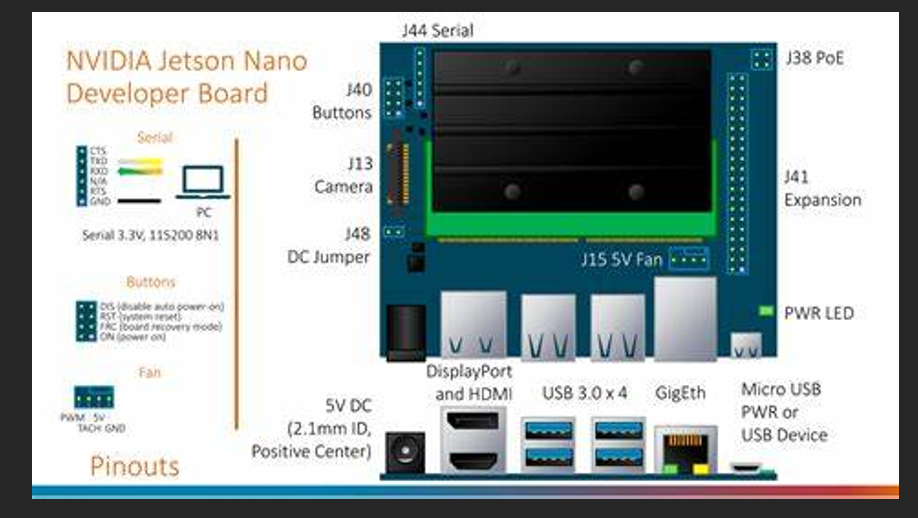 NVIDIA Jetson Nano
Developer Board
Serial
CTS
TXD
RXD
N/A
RTS
GND
PC
Serial 3.3V, 115200 8N1
Buttons
DIS (disable auto power-on)
RST (system reset)
FRC (board recovery mode)
ON (power on)
Fan
PWM 5V
TACH GND
Pinouts
J44 Serial
J40
Buttons
J13
Camera
J48
DC Jumper
J38 PoE
J41
Expansion
J15 5V Fan
PWR LED
DisplayPort
and HDMI
USB 3.0 x 4
GigEth
Micro USB
PWR or
USB Device
5V DC
(2.1mm ID,
Positive Center)